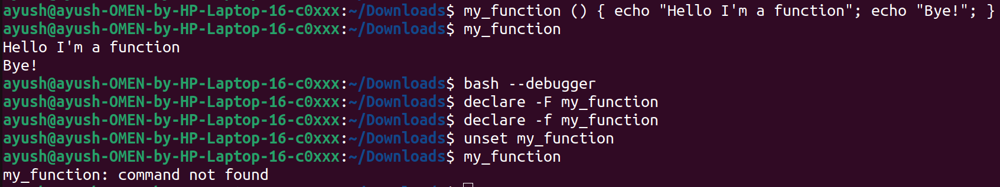 ayush@ayush-OMEN-by-HP-Laptop-16-c0xxx:~/Downloads$ my_function () { echo "Hello I'm a function"; echo "Bye!"; }
ayush@ayush-OMEN-by-HP-Laptop-16-c0xxx:~/Downloads$ my_function
Hello I'm a function
Bye!
ayush@ayush-OMEN-by-HP-Laptop-16-c0xxx:~/Downloads$ bash --debugger
ayush@ayush-OMEN-by-HP-Laptop-16-c0xxx:~/Downloads$ declare -F my_function
ayush@ayush-OMEN-by-HP-Laptop-16-c0xxx:~/Downloads$ declare -f my_function
ayush@ayush-OMEN-by-HP-Laptop-16-c0xxx:~/Downloads$ unset my_function
ayush@ayush-OMEN-by-HP-Laptop-16-c0xxx:~/Downloads$ my_function
my_function: command not found